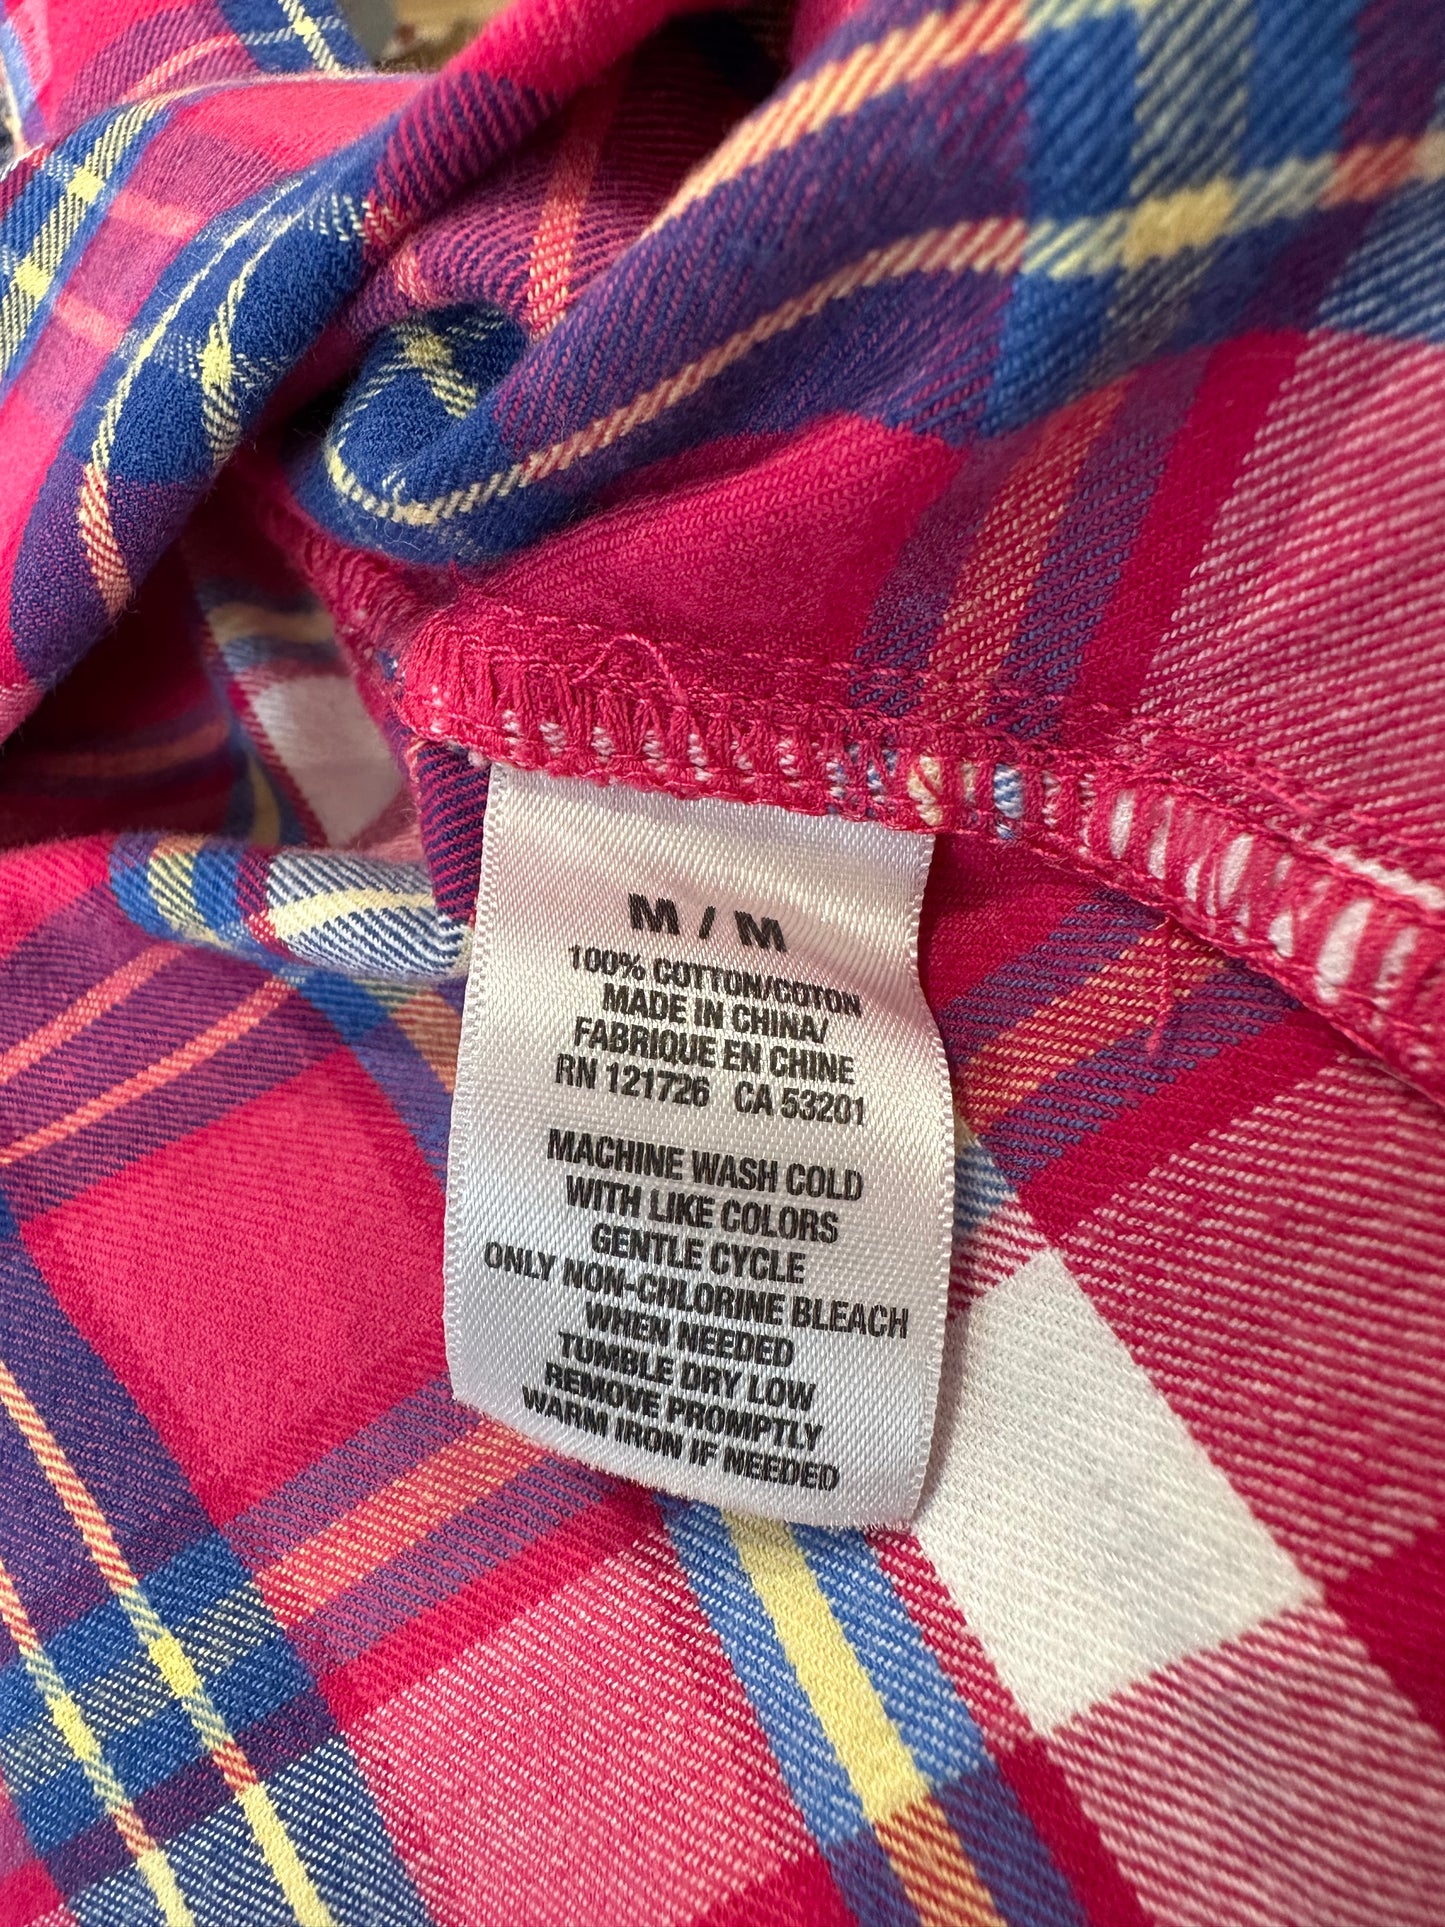 M / M
100% COTTON/COTON
MADE IN CHINA/
FABRIQUE EN CHINE
RN 121726 CA 53201
MACHINE WASH COLD
WITH LIKE COLORS
GENTLE CYCLE
ONLY NON-CHLORINE BLEACH
WHEN NEEDED
TUMBLE DRY LOW
REMOVE PROMPTLY
WARM IRON IF NEEDED